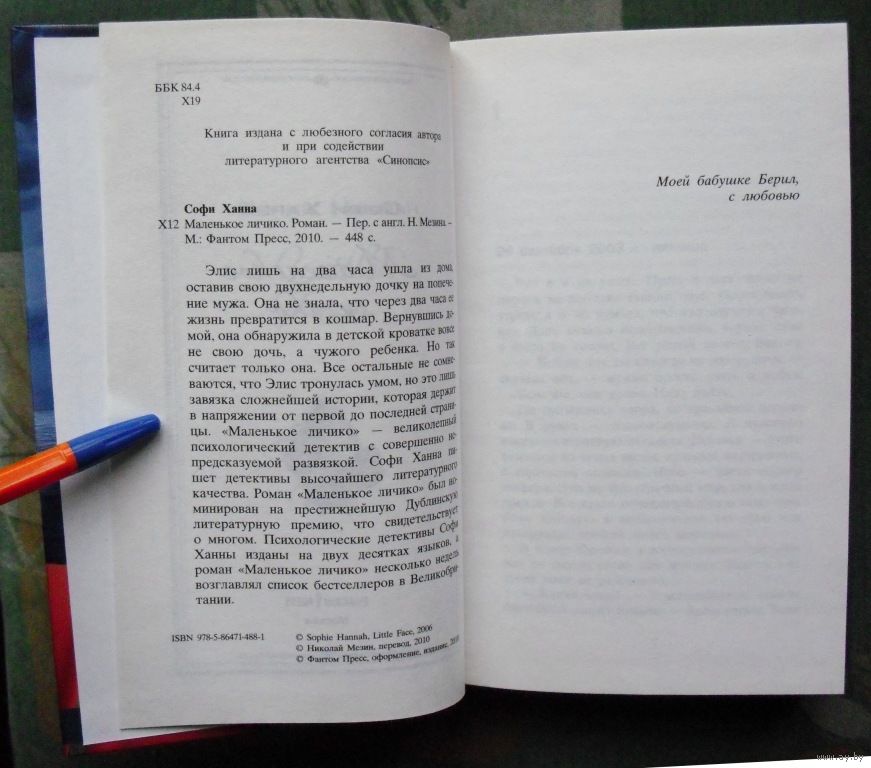 ББК 84.4
Х19
Книга издана с любезного согласия автора
и при содействии
литературного агентства «Синопсис»
Софи Ханна
Х12 Маленькое личико. Роман. — Пер. с англ. Н. Мезина. –
М.: Фантом Пресс, 2010. — 448 с.
Элис лишь на два часа ушла из дома,
оставив свою двухнедельную дочку на попече-
ние мужа. Она не знала, что через два часа ее
жизнь превратится в кошмар. Вернувшись до-
мой, она обнаружила в детской кроватке вовсе
не свою дочь, а чужого ребенка. Но так
считает только она. Все остальные не сомне-
ваются, что Элис тронулась умом, но это лишь
завязка сложнейшей истории, которая держит
в напряжении от первой до последней страни-
цы. «Маленькое личико» — великолепный
психологический детектив с совершенно не-
предсказуемой развязкой. Софи Ханна пи-
шет детективы высочайшего литературного
качества. Роман «Маленькое личико» был но-
минирован на престижнейшую Дублинскую
литературную премию, что свидетельствует
о многом. Психологические детективы Софи
Ханны изданы на двух десятках языков, а
роман «Маленькое личико» несколько недель
возглавлял список бестселлеров в Великобри-
тании.
ISBN 978-5-86471-488-1
© Sophie Hannah, Little Face, 2006
© Николай Мезин, перевод, 2010
© Фантом Пресс, оформление, издание, 2010
Моей бабушке Берил,
с любовью
www.ay.by